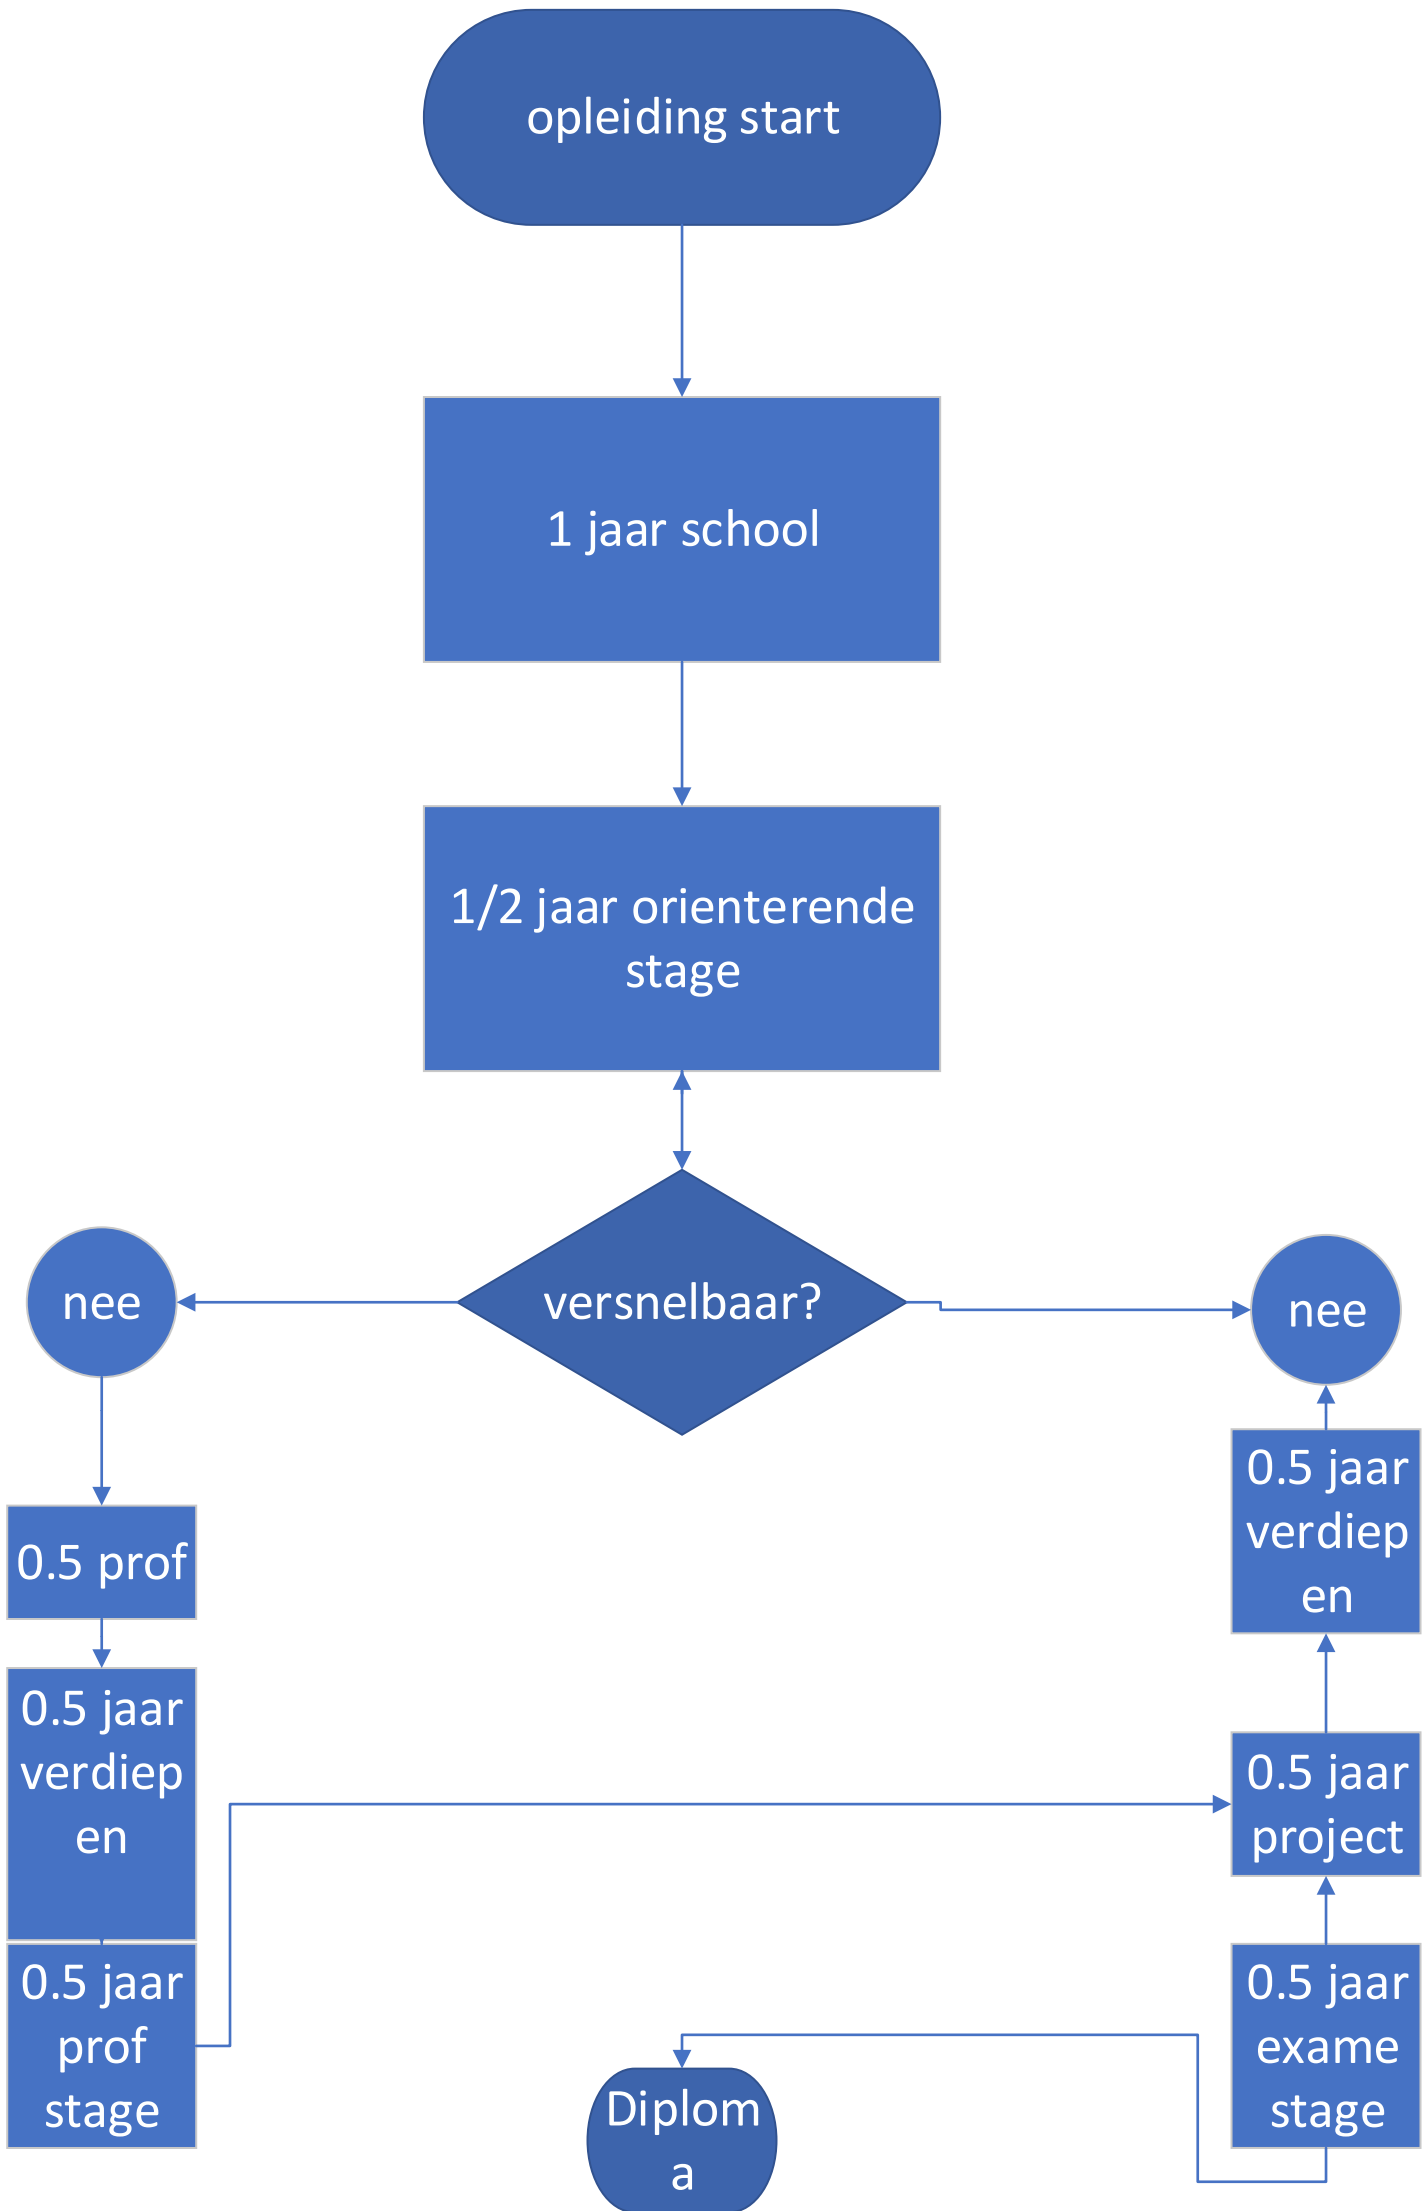 opleiding start
1 jaar school
1/2 jaar orienterende
stage
versnelbaar?
nee
nee
0.5 prof
0.5 jaar
verdiep
en
0.5 jaar
prof
stage
0.5 jaar
verdiep
en
0.5 jaar
project
0.5 jaar
exame
stage
Diplom
a